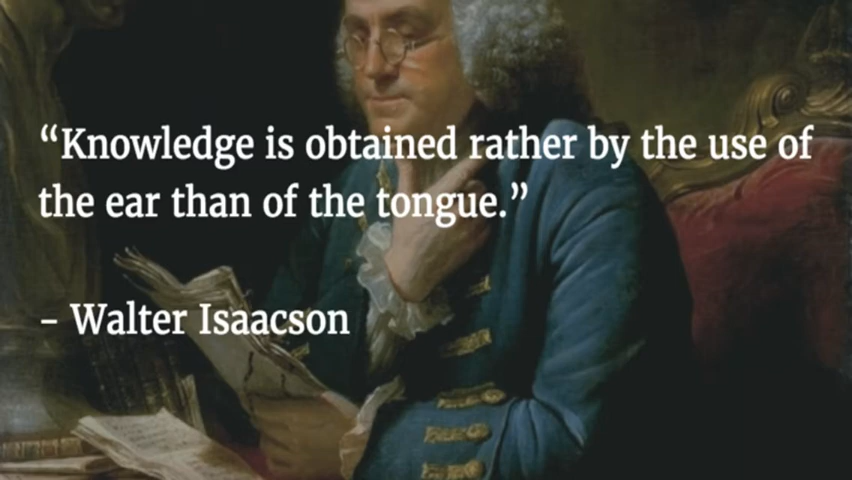 “Knowledge is obtained rather by the use of
the ear than of the tongue.”
– Walter Isaacson